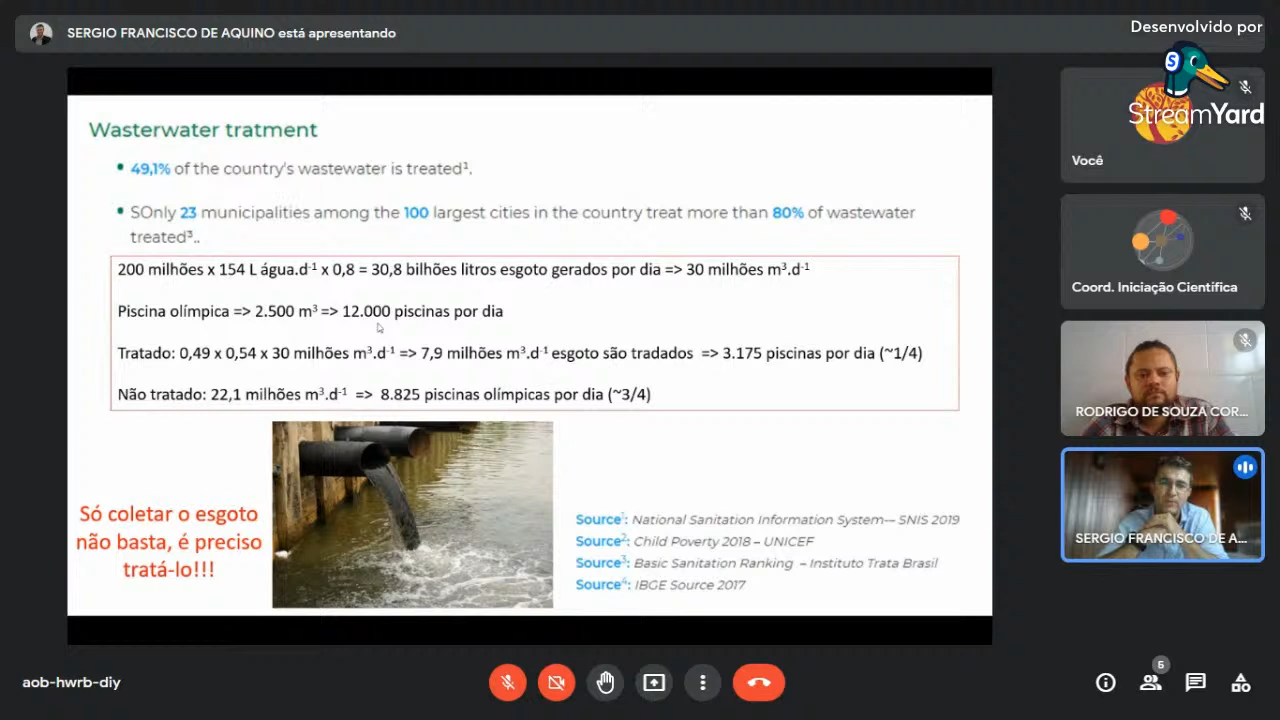 SERGIO FRANCISCO DE AQUINO está apresentando
Desenvolvido por
StreamYard
Você
Coord. Iniciação Científica
RODRIGO DE SOUZA COR...
SERGIO FRANCISCO DE A...
Wasterwater tratment
• 49,1% of the country's wastewater is treated¹.
• SOnly 23 municipalities among the 100 largest cities in the country treat more than 80% of wastewater
treated³..
200 milhões x 154 L água.d⁻¹ x 0,8 = 30,8 bilhões litros esgoto gerados por dia => 30 milhões m³.d⁻¹
Piscina olímpica => 2.500 m³ => 12.000 piscinas por dia
Tratado: 0,49 x 0,54 x 30 milhões m³.d⁻¹ => 7,9 milhões m³.d⁻¹ esgoto são tradados => 3.175 piscinas por dia (~1/4)
Não tratado: 22,1 milhões m³.d⁻¹ => 8.825 piscinas olímpicas por dia (~3/4)
Só coletar o esgoto
não basta, é preciso
tratá-lo!!!
Source¹: National Sanitation Information System–- SNIS 2019
Source²: Child Poverty 2018 – UNICEF
Source³: Basic Sanitation Ranking – Instituto Trata Brasil
Source⁴: IBGE Source 2017
aob-hwrb-diy
5